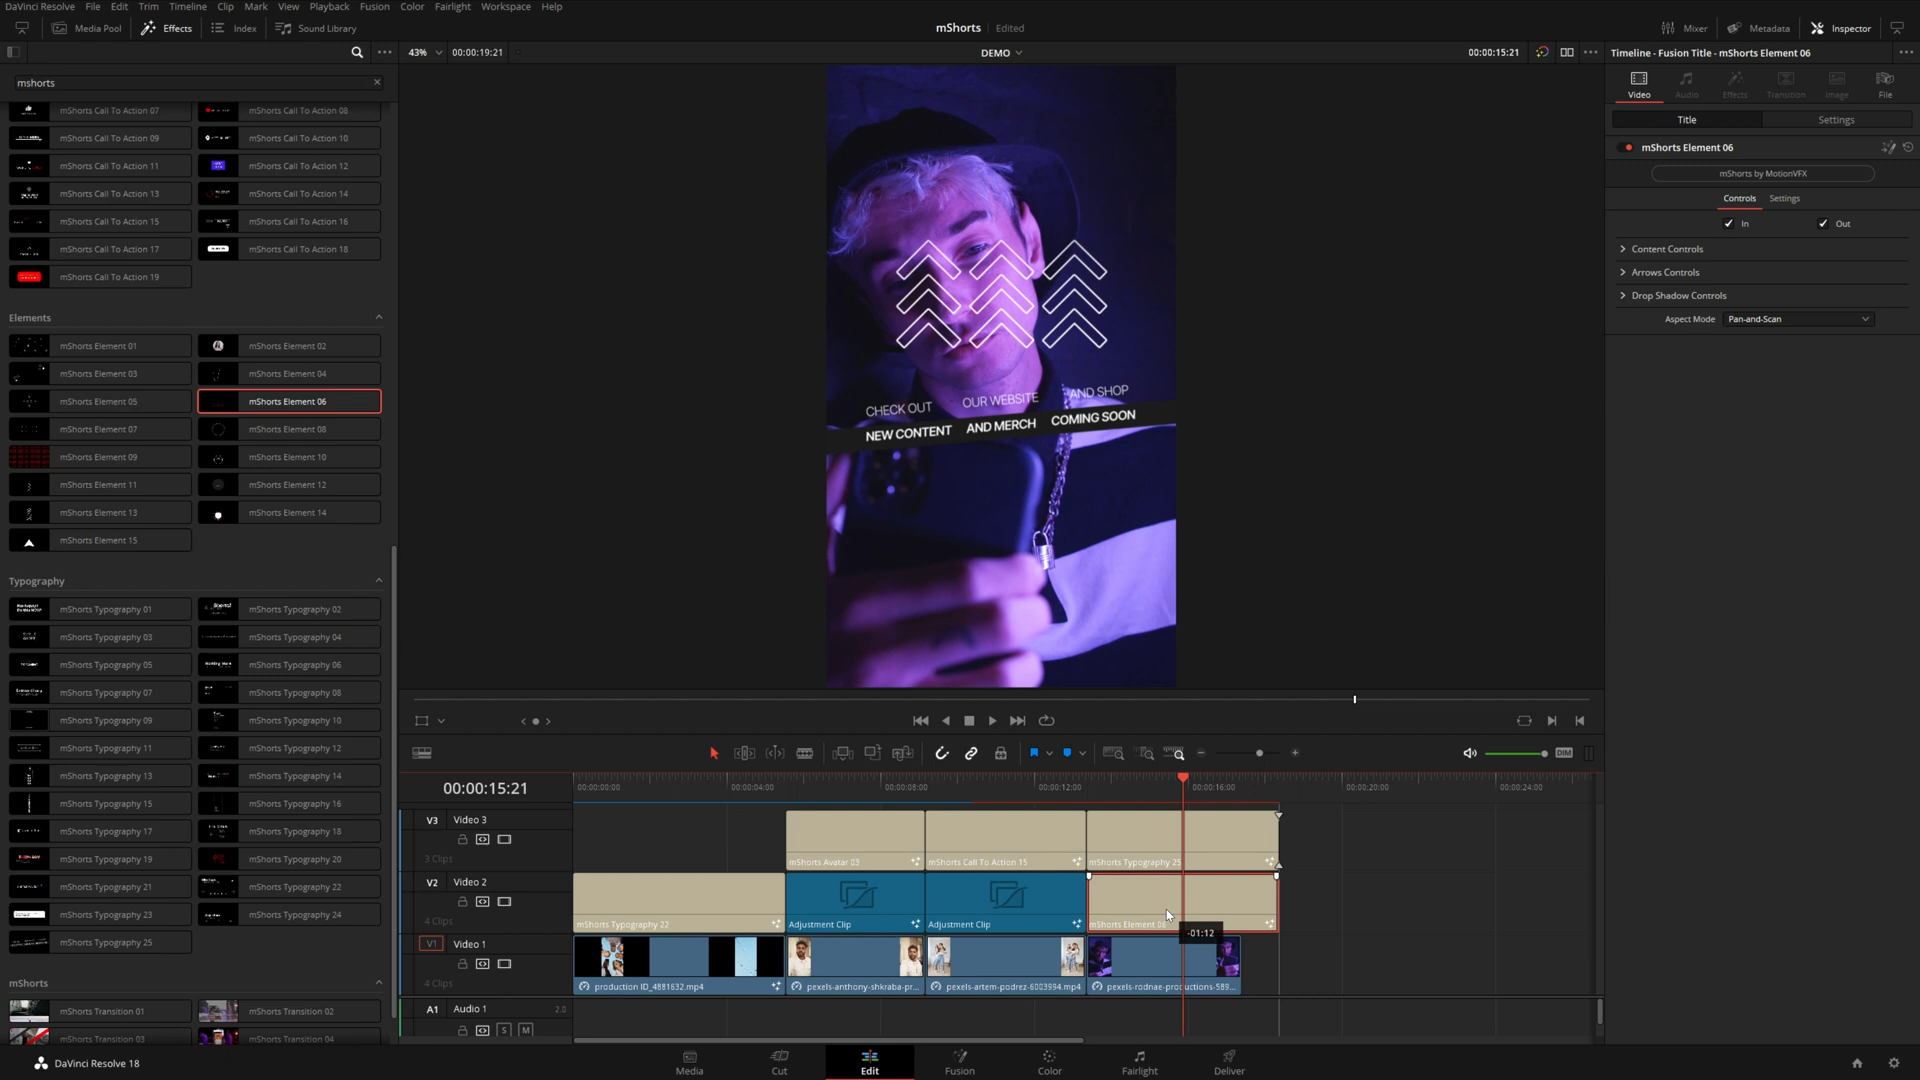 DaVinci Resolve File Edit Trim Timeline Clip Mark View Playback Fusion Color Fairlight Workspace Help
Media Pool Effects Index Sound Library mShorts Edited Mixer Metadata Inspector
43% 00:00:19:21 DEMO 00:00:15:21 Timeline - Fusion Title - mShorts Element 06
mshorts
Video Audio Effects Transition Image File
Title Settings
mShorts Element 06
mShorts by MotionVFX
Controls Settings
In Out
Content Controls
Arrows Controls
Drop Shadow Controls
Aspect Mode Pan-and-Scan
mShorts Call To Action 07 mShorts Call To Action 08
mShorts Call To Action 09 mShorts Call To Action 10
mShorts Call To Action 11 mShorts Call To Action 12
mShorts Call To Action 13 mShorts Call To Action 14
mShorts Call To Action 15 mShorts Call To Action 16
mShorts Call To Action 17 mShorts Call To Action 18
mShorts Call To Action 19
Elements
mShorts Element 01 mShorts Element 02
mShorts Element 03 mShorts Element 04
mShorts Element 05 mShorts Element 06
mShorts Element 07 mShorts Element 08
mShorts Element 09 mShorts Element 10
mShorts Element 11 mShorts Element 12
mShorts Element 13 mShorts Element 14
mShorts Element 15
Typography
mShorts Typography 01 mShorts Typography 02
mShorts Typography 03 mShorts Typography 04
mShorts Typography 05 mShorts Typography 06
mShorts Typography 07 mShorts Typography 08
mShorts Typography 09 mShorts Typography 10
mShorts Typography 11 mShorts Typography 12
mShorts Typography 13 mShorts Typography 14
mShorts Typography 15 mShorts Typography 16
mShorts Typography 17 mShorts Typography 18
mShorts Typography 19 mShorts Typography 20
mShorts Typography 21 mShorts Typography 22
mShorts Typography 23 mShorts Typography 24
mShorts Typography 25
mShorts
mShorts Transition 01 mShorts Transition 02
mShorts Transition 03 mShorts Transition 04
CHECK OUT OUR WEBSITE AND SHOP
NEW CONTENT AND MERCH COMING SOON
DIM
00:00:15:21 00:00:00:00 00:00:04:00 00:00:08:00 00:00:12:00 00:00:16:00 00:00:20:00 00:00:24:00
V3 Video 3
3 Clips mShorts Avatar 03 mShorts Call To Action 15 mShorts Typography 25
V2 Video 2
4 Clips mShorts Typography 22 Adjustment Clip Adjustment Clip mShorts Element 06
-01:12
V1 Video 1
4 Clips production ID_4881632.mp4 pexels-anthony-shkraba-pr... pexels-artem-podrez-6003994.mp4 pexels-rodnae-productions-589...
A1 Audio 1 2.0
S M
DaVinci Resolve 18 Media Cut Edit Fusion Color Fairlight Deliver